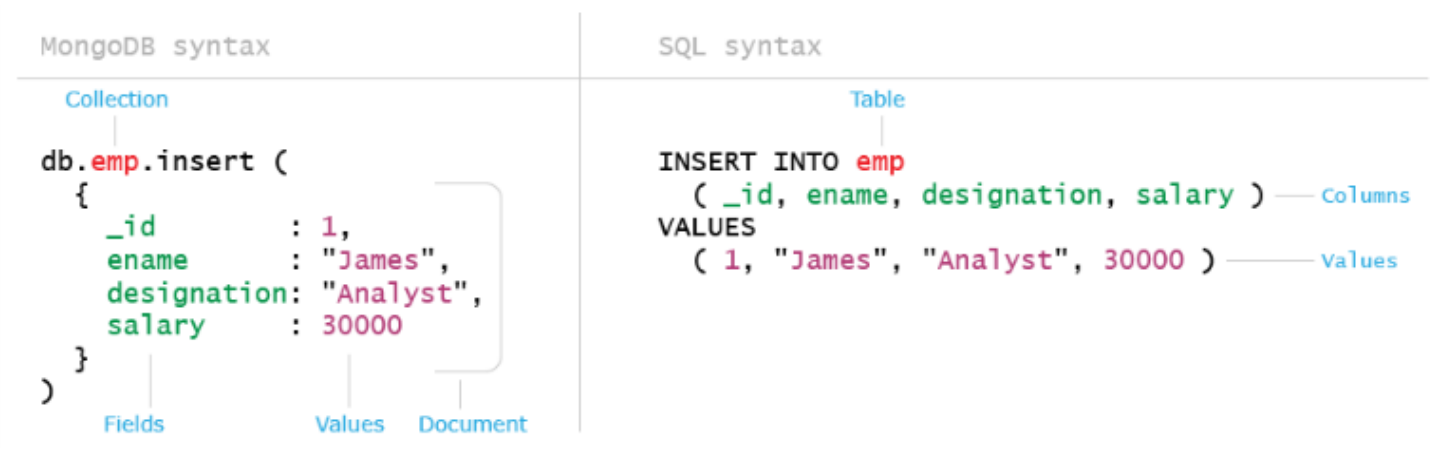 MongoDB syntax
Collection
db.emp.insert (
{
_id : 1,
ename : "James",
designation: "Analyst",
salary : 30000
}
)
Fields Values Document
SQL syntax
Table
INSERT INTO emp
( _id, ename, designation, salary ) Columns
VALUES
( 1, "James", "Analyst", 30000 ) Values